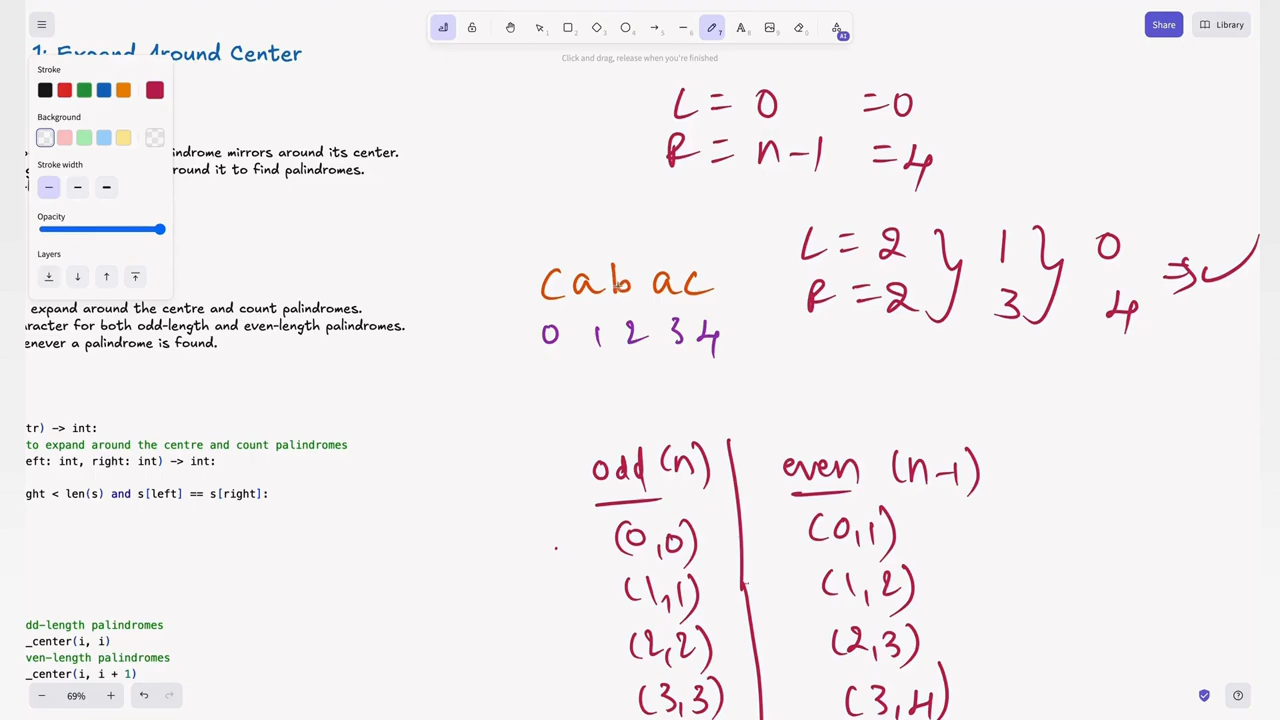 1: Expand Around Center
Library
Share
Click and drag, release when you're finished
Stroke
Background
Stroke width
Opacity
Layers
indrome mirrors around its center.
round it to find palindromes.
expand around the centre and count palindromes.
aracter for both odd-length and even-length palindromes.
enever a palindrome is found.
tr) -> int:
to expand around the centre and count palindromes
eft: int, right: int) -> int:
ght < len(s) and s[left] == s[right]:
dd-length palindromes
_center(i, i)
ven-length palindromes
_center(i, i + 1)
L = 0 = 0
R = n-1 = 4
L = 2 } 1 } 0
R = 2 } 3 } 4 ⇒ ✓
c a b a c
0 1 2 3 4
odd (n) | even (n-1)
(0,0) (0,1)
(1,1) (1,2)
(2,2) (2,3)
(3,3) (3,4)
69%
AI